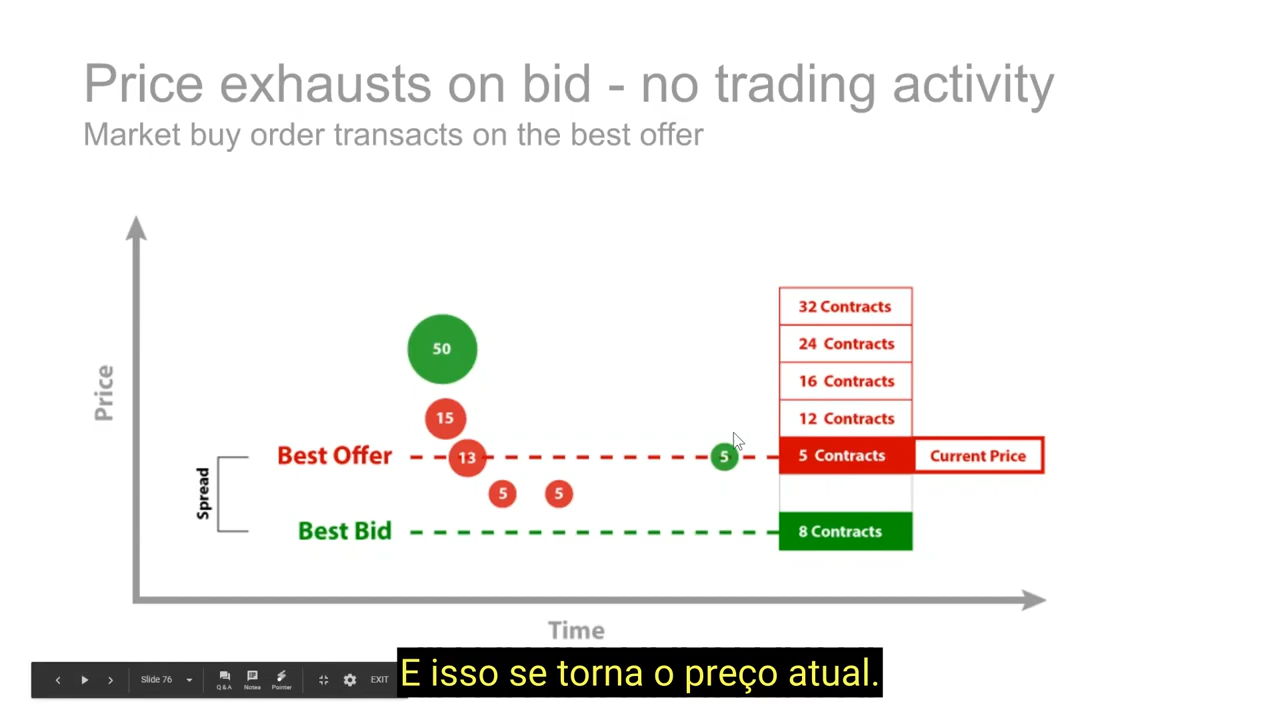 Price exhausts on bid - no trading activity
Market buy order transacts on the best offer
Price
50
32 Contracts
24 Contracts
16 Contracts
15
12 Contracts
Best Offer
13
5
5 Contracts
Current Price
Spread
5
5
Best Bid
8 Contracts
Time
Slide 76
Q & A
Notes
Pointer
EXIT
E isso se torna o preço atual.